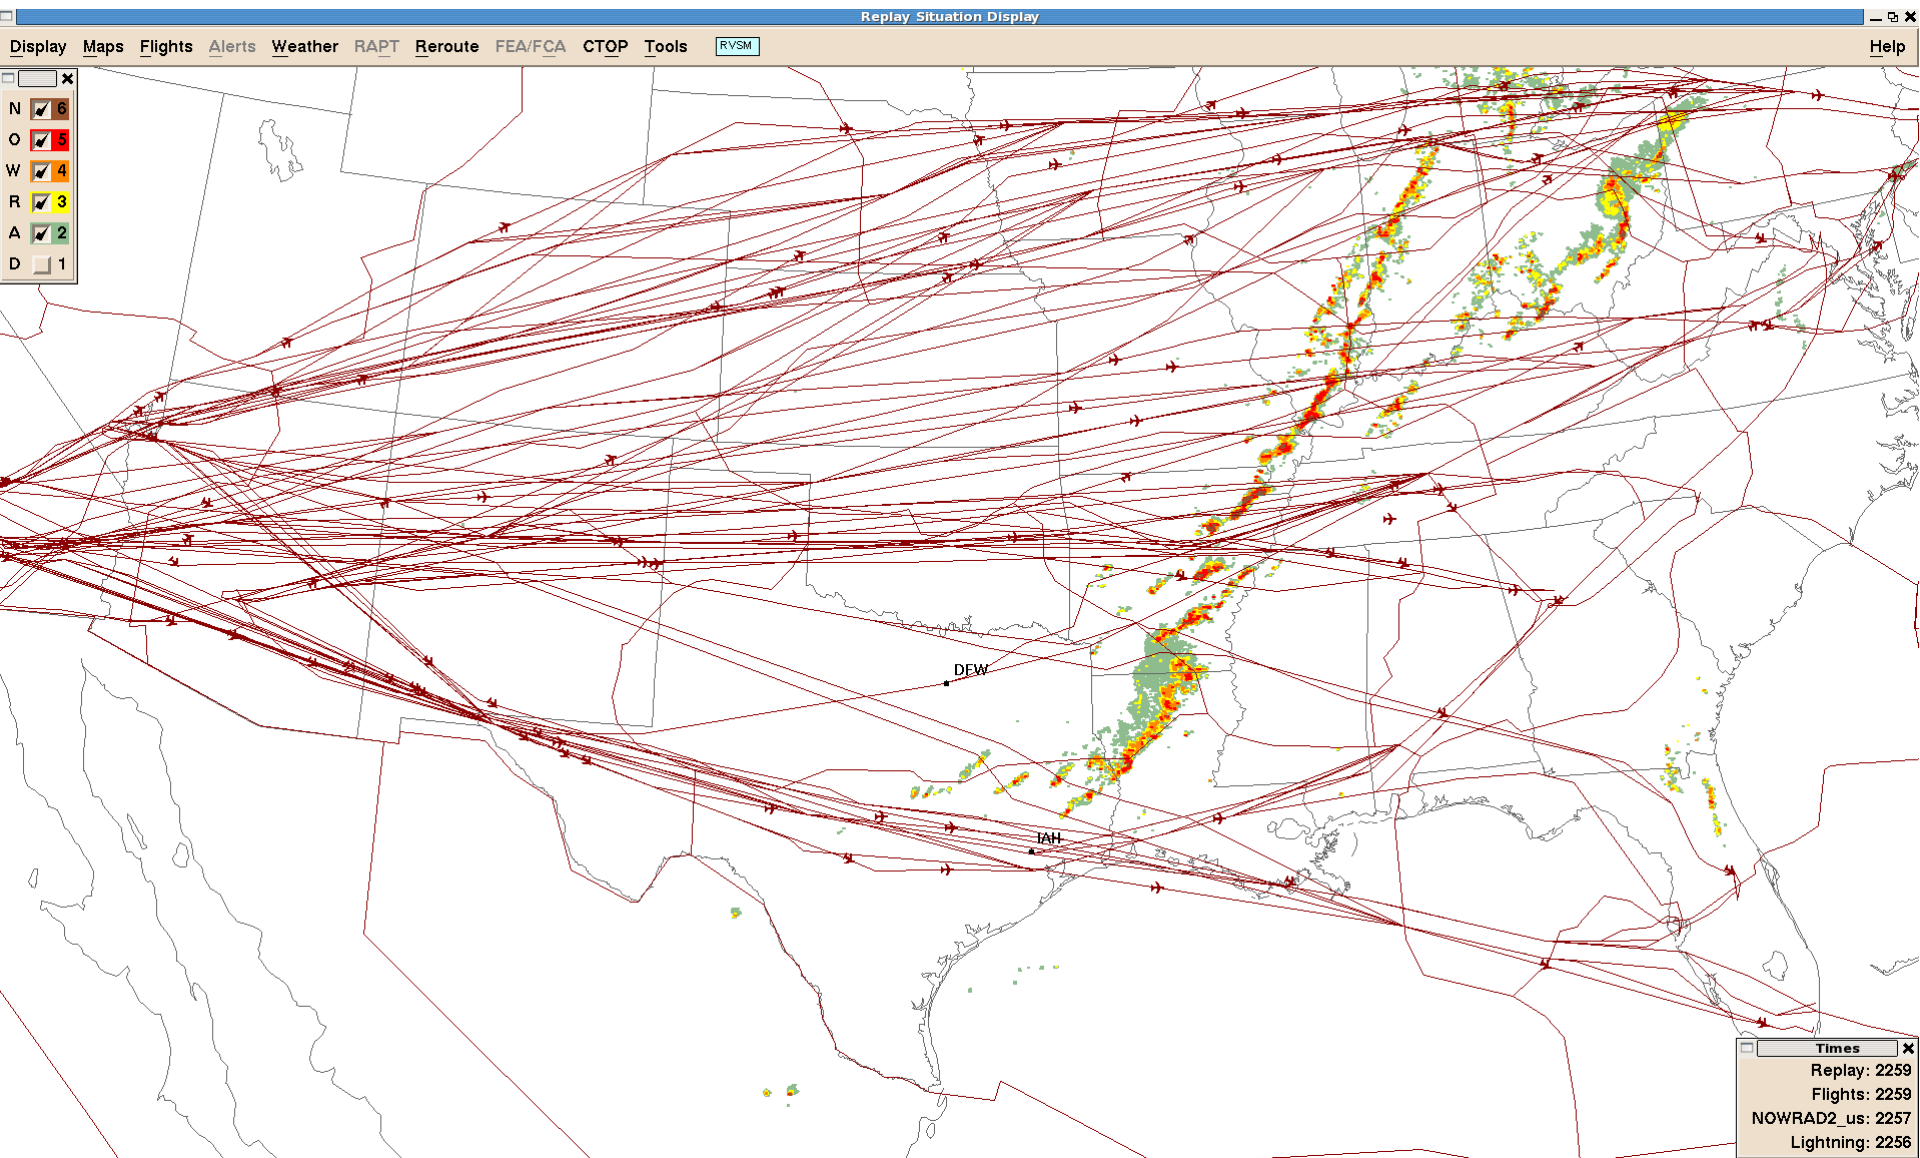 Replay Situation Display
Display Maps Flights Alerts Weather RAPT Reroute FEA/FCA CTOP Tools RVSM Help
N 6
O 5
W 4
R 3
A 2
D 1
DFW
IAH
Times
Replay: 2259
Flights: 2259
NOWRAD2_us: 2257
Lightning: 2256